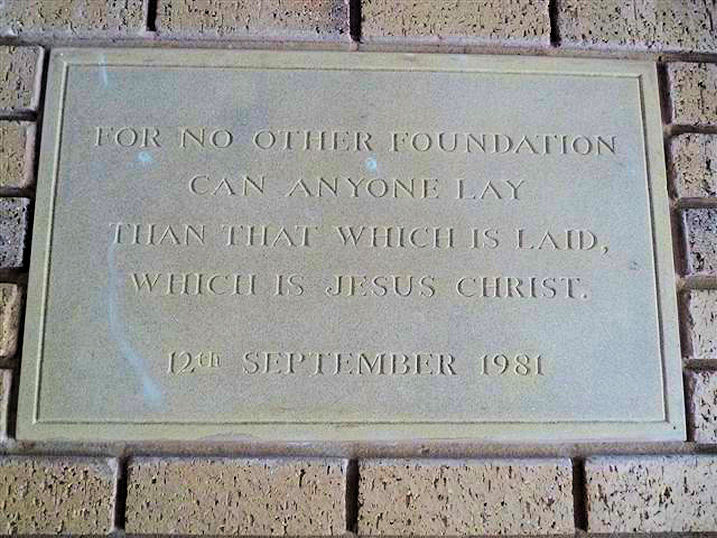 FOR NO OTHER FOUNDATION
CAN ANYONE LAY
THAN THAT WHICH IS LAID,
WHICH IS JESUS CHRIST.
12th SEPTEMBER 1981